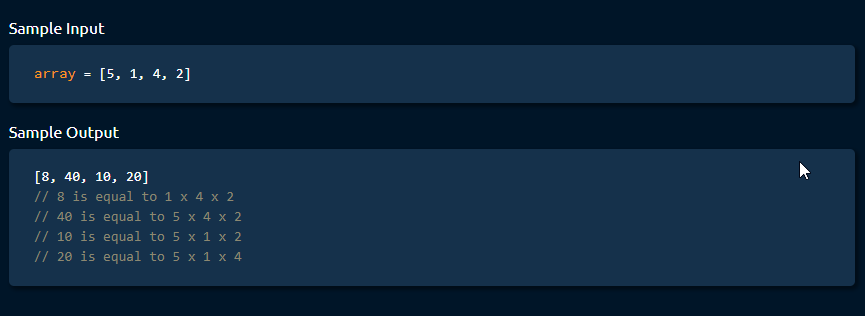 Sample Input
array = [5, 1, 4, 2]
Sample Output
[8, 40, 10, 20]
// 8 is equal to 1 x 4 x 2
// 40 is equal to 5 x 4 x 2
// 10 is equal to 5 x 1 x 2
// 20 is equal to 5 x 1 x 4